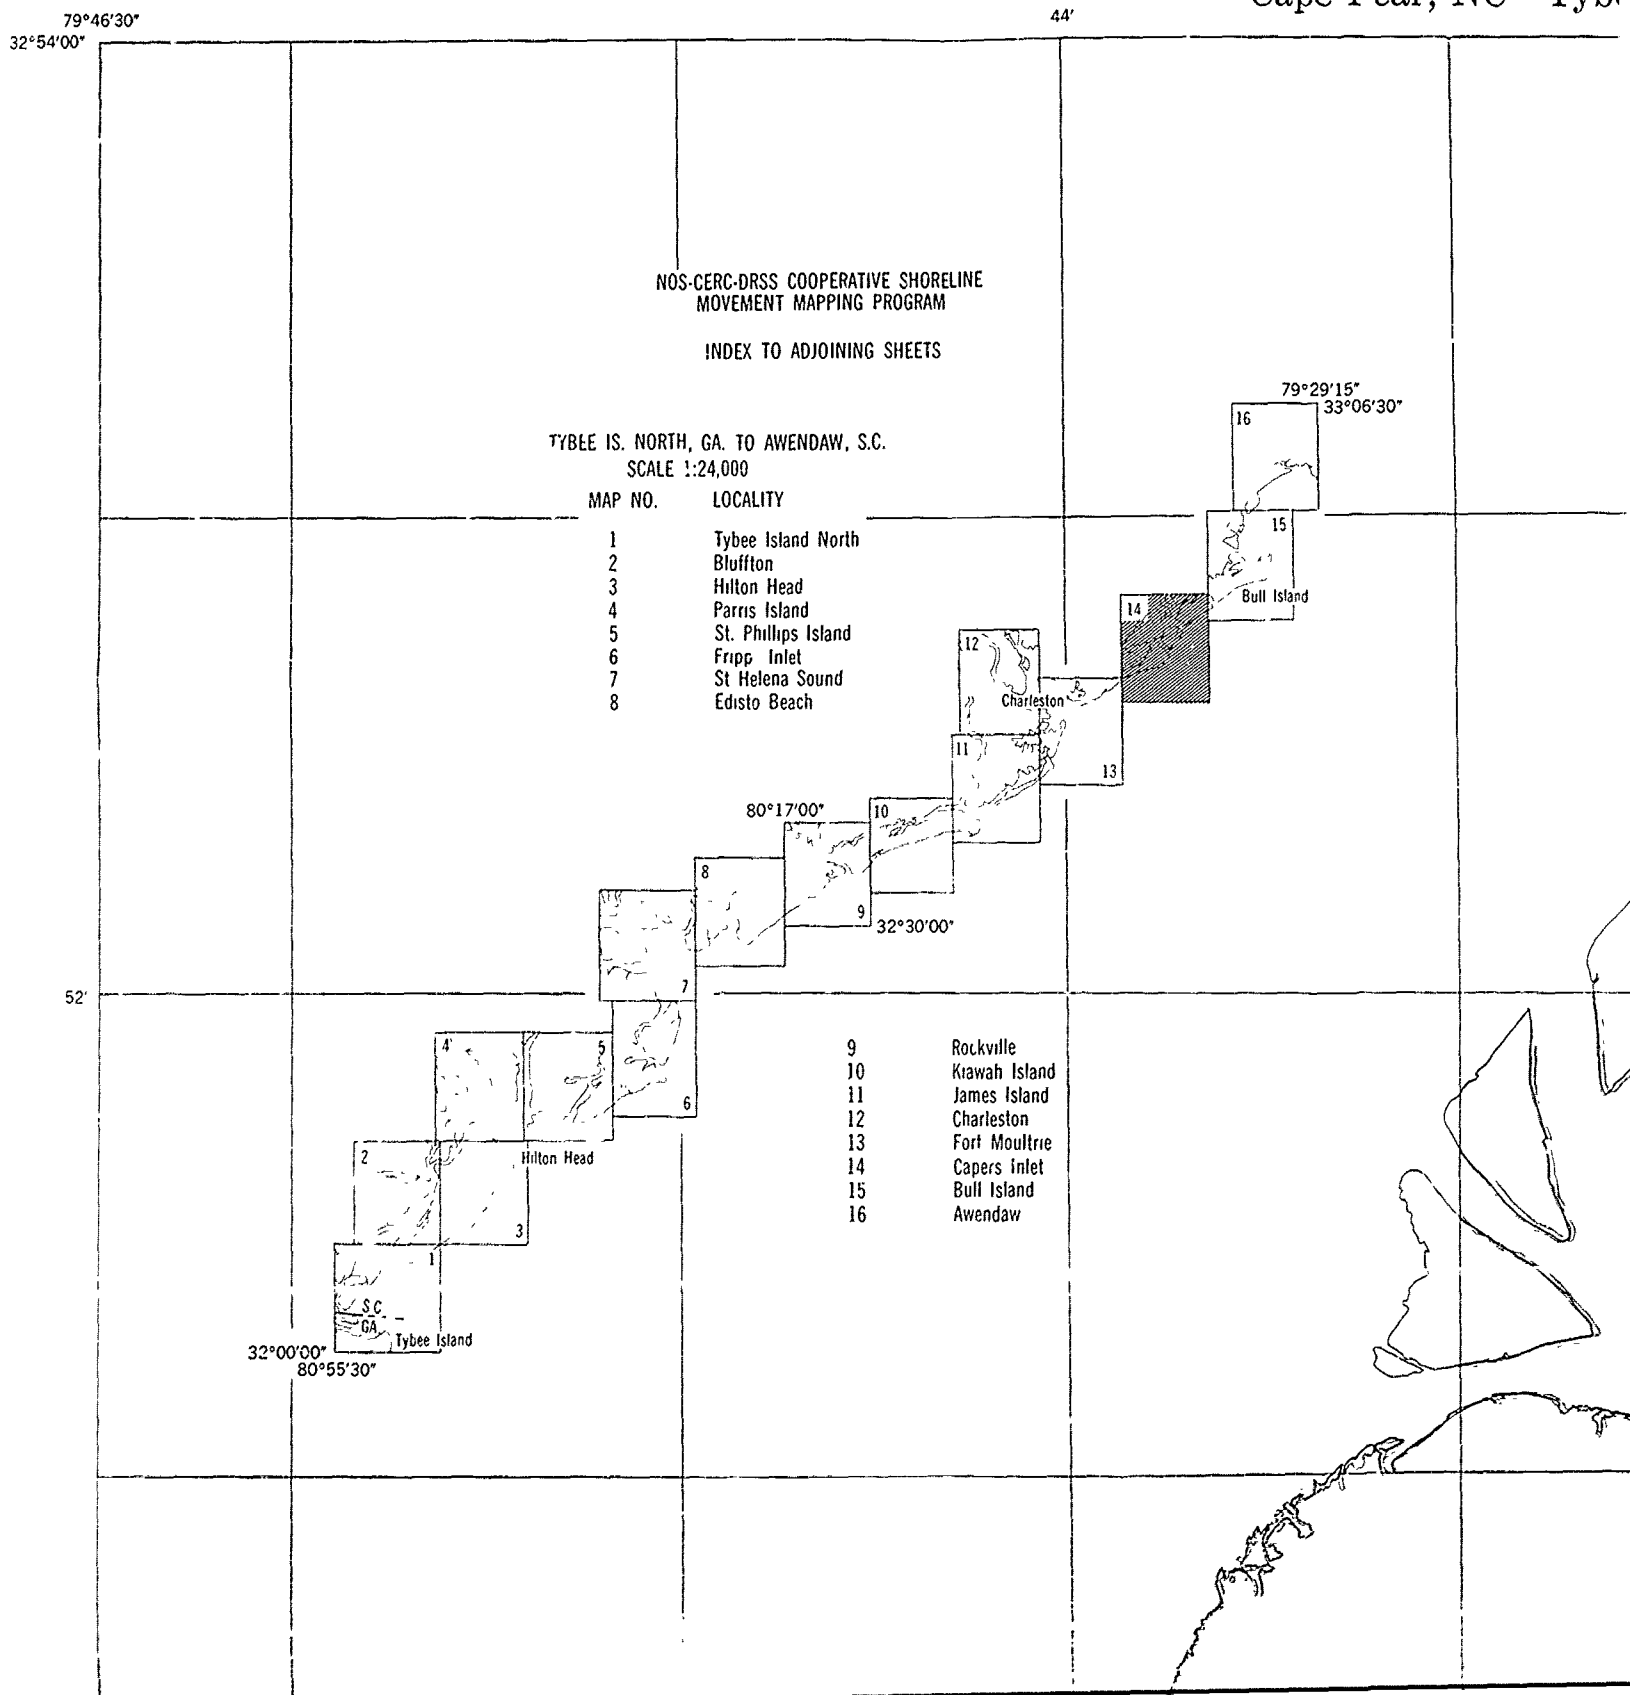 79°46'30"
44'
32°54'00"
NOS-CERC-DRSS COOPERATIVE SHORELINE
MOVEMENT MAPPING PROGRAM
INDEX TO ADJOINING SHEETS
79°29'15"
33°06'30"
TYBEE IS. NORTH, GA. TO AWENDAW, S.C.
SCALE 1:24,000
MAP NO. LOCALITY
1 Tybee Island North
2 Bluffton
3 Hilton Head
4 Parris Island
5 St. Phillips Island
6 Fripp Inlet
7 St Helena Sound
8 Edisto Beach
16
15
Bull Island
14
12
Charleston
13
11
10
80°17'00"
9
32°30'00"
8
7
52'
9 Rockville
10 Kiawah Island
11 James Island
12 Charleston
13 Fort Moultrie
14 Capers Inlet
15 Bull Island
16 Awendaw
4
5
6
2
Hilton Head
3
1
S.C.
GA.
Tybee Island
32°00'00"
80°55'30"